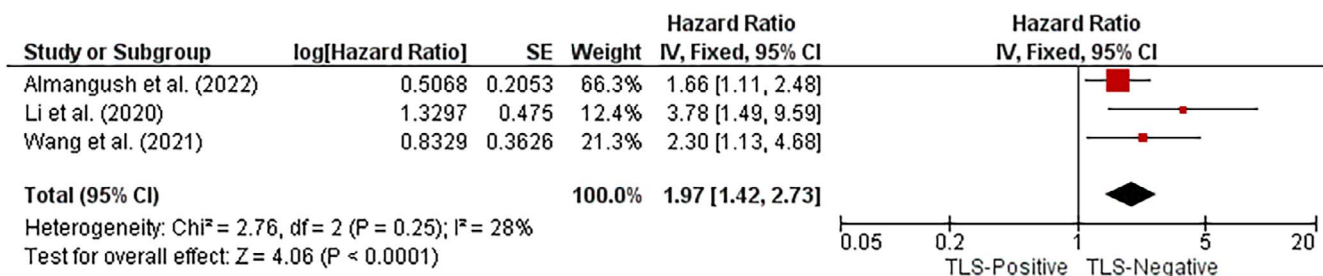 Hazard Ratio Hazard Ratio
Study or Subgroup log[Hazard Ratio] SE Weight IV, Fixed, 95% CI IV, Fixed, 95% CI
Almangush et al. (2022) 0.5068 0.2053 66.3% 1.66 [1.11, 2.48]
Li et al. (2020) 1.3297 0.475 12.4% 3.78 [1.49, 9.59]
Wang et al. (2021) 0.8329 0.3626 21.3% 2.30 [1.13, 4.68]
Total (95% CI) 100.0% 1.97 [1.42, 2.73]
Heterogeneity: Chi² = 2.76, df = 2 (P = 0.25); I² = 28%
Test for overall effect: Z = 4.06 (P < 0.0001)
0.05 0.2 1 5 20
TLS-Positive TLS-Negative